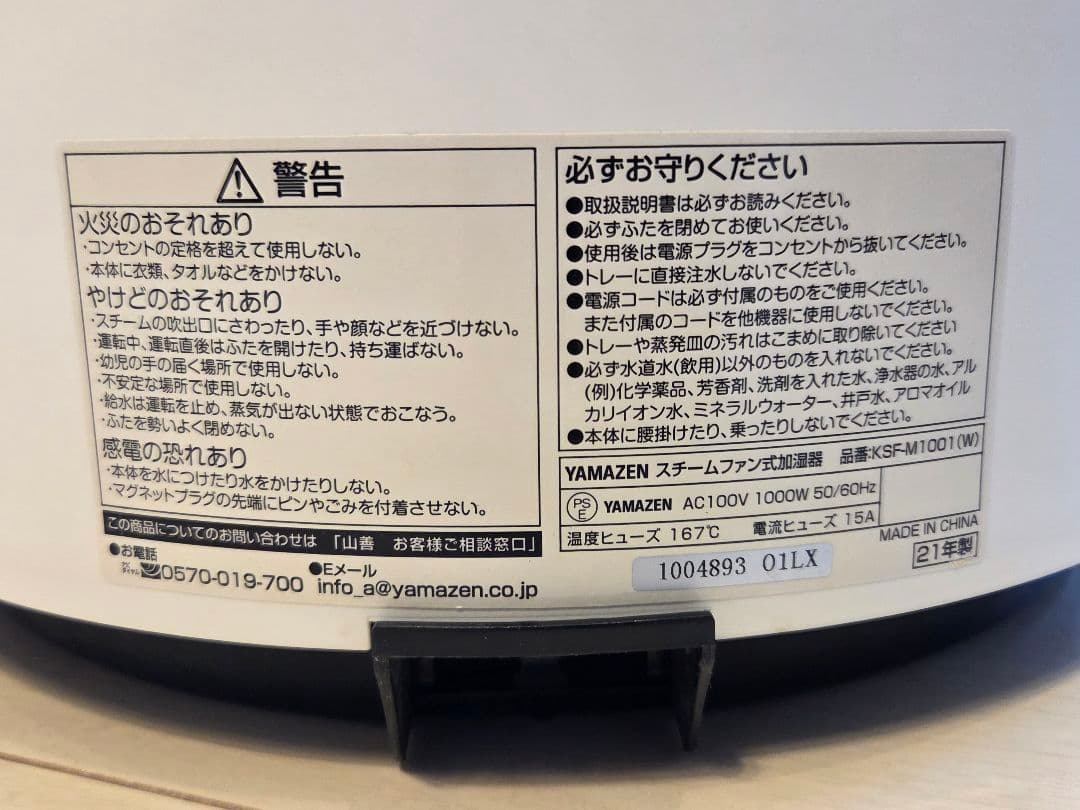 警告
火災のおそれあり
・コンセントの定格を超えて使用しない。
・本体に衣類、タオルなどをかけない。
やけどのおそれあり
・スチームの吹出口にさわったり、手や顔などを近づけない。
・運転中、運転直後はふたを開けたり、持ち運ばない。
・幼児の手の届く場所で使用しない。
・不安定な場所で使用しない。
・給水は運転を止め、蒸気が出ない状態でおこなう。
・ふたを勢いよく閉めない。
感電の恐れあり
・本体を水につけたり水をかけたりしない。
・マグネットプラグの先端にピンやごみを付着させない。
この商品についてのお問い合わせは 「山善 お客様ご相談窓口」
●お電話
ナビダイヤル 0570-019-700
●Eメール
info_a@yamazen.co.jp
必ずお守りください
●取扱説明書は必ずお読みください。
●必ずふたを閉めてお使いください。
●使用後は電源プラグをコンセントから抜いてください。
●トレーに直接注水しないでください。
●電源コードは必ず付属のものをご使用ください。
また付属のコードを他機器に使用しないでください。
●トレーや蒸発皿の汚れはこまめに取り除いてください
●必ず水道水(飲用)以外のものを入れないでください。
(例)化学薬品、芳香剤、洗剤を入れた水、浄水器の水、アル
カリイオン水、ミネラルウォーター、井戸水、アロマオイル
●本体に腰掛けたり、乗ったりしないでください。
YAMAZEN スチームファン式加湿器 品番:KSF-M1001(W)
PSE YAMAZEN AC100V 1000W 50/60Hz
温度ヒューズ 167℃ 電流ヒューズ 15A
MADE IN CHINA
1004893 01LX
21年製